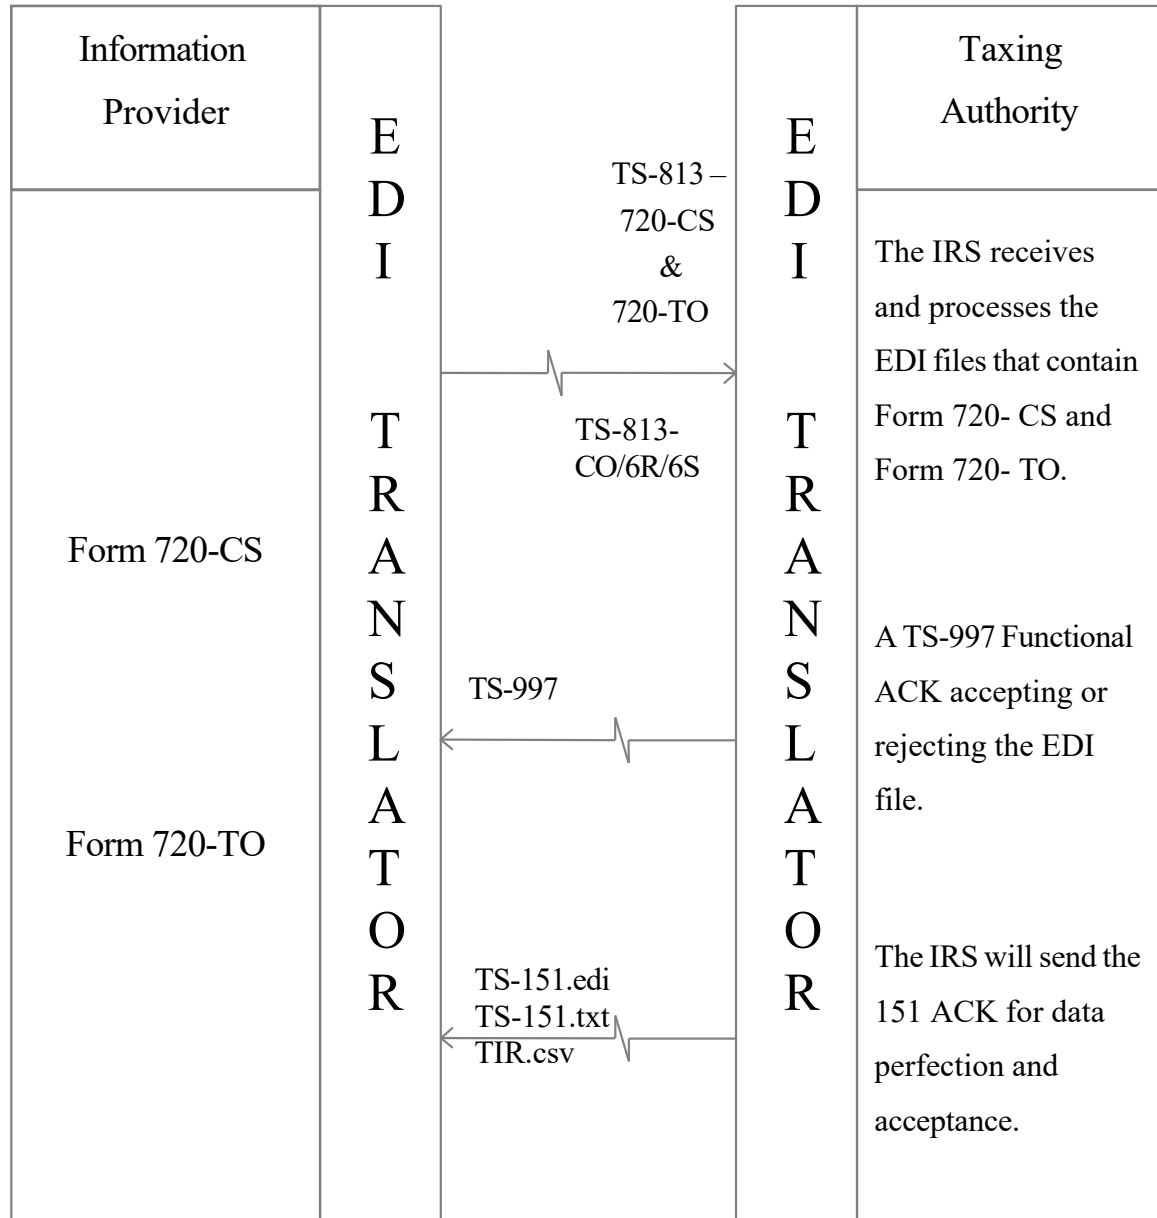 Information
Provider
E
D
I
T
R
A
N
S
L
A
T
O
R
Form 720-CS
Form 720-TO
TS-813 –
720-CS
&
720-TO
TS-813-
CO/6R/6S
TS-997
TS-151.edi
TS-151.txt
TIR.csv
E
D
I
T
R
A
N
S
L
A
T
O
R
Taxing
Authority
The IRS receives
and processes the
EDI files that contain
Form 720- CS and
Form 720- TO.
A TS-997 Functional
ACK accepting or
rejecting the EDI
file.
The IRS will send the
151 ACK for data
perfection and
acceptance.